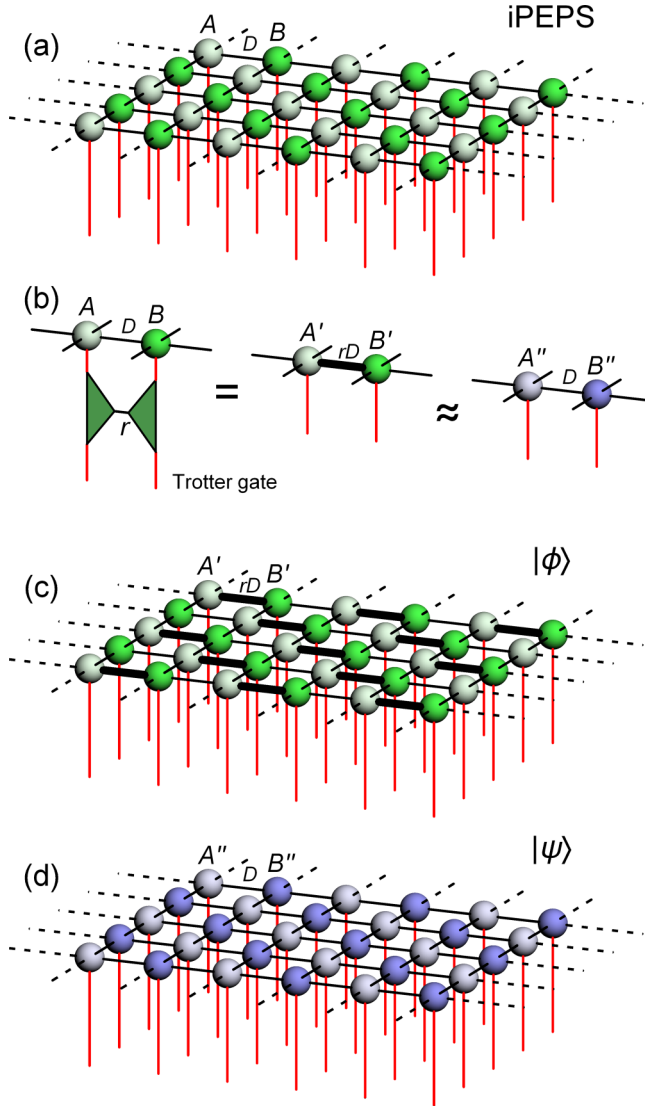 iPEPS
(a)
A
D
B
(b)
A
D
B
r
Trotter gate
=
A′
rD
B′
≈
A″
D
B″
(c)
|ϕ⟩
A′
rD
B′
(d)
|ψ⟩
A″
D
B″